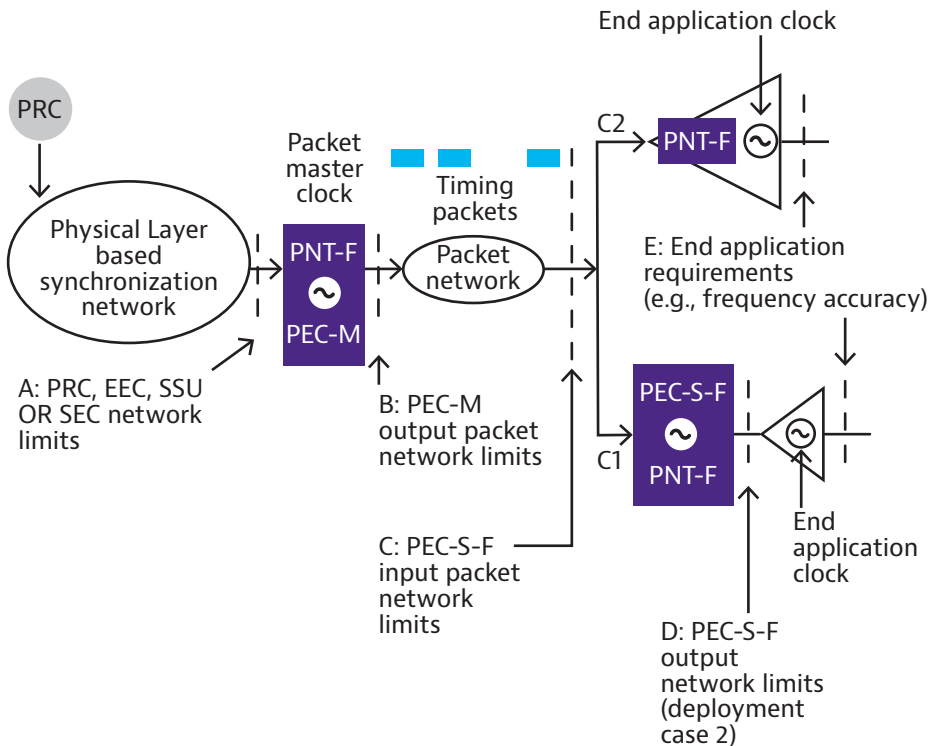 End application clock
PRC
C2
PNT-F
Packet
master
clock
Timing
packets
Physical Layer
based
synchronization
network
PNT-F
PEC-M
Packet
network
E: End application
requirements
(e.g., frequency accuracy)
A: PRC, EEC, SSU
OR SEC network
limits
B: PEC-M
output packet
network limits
C1
PEC-S-F
PNT-F
C: PEC-S-F
input packet
network
limits
End
application
clock
D: PEC-S-F
output
network limits
(deployment
case 2)